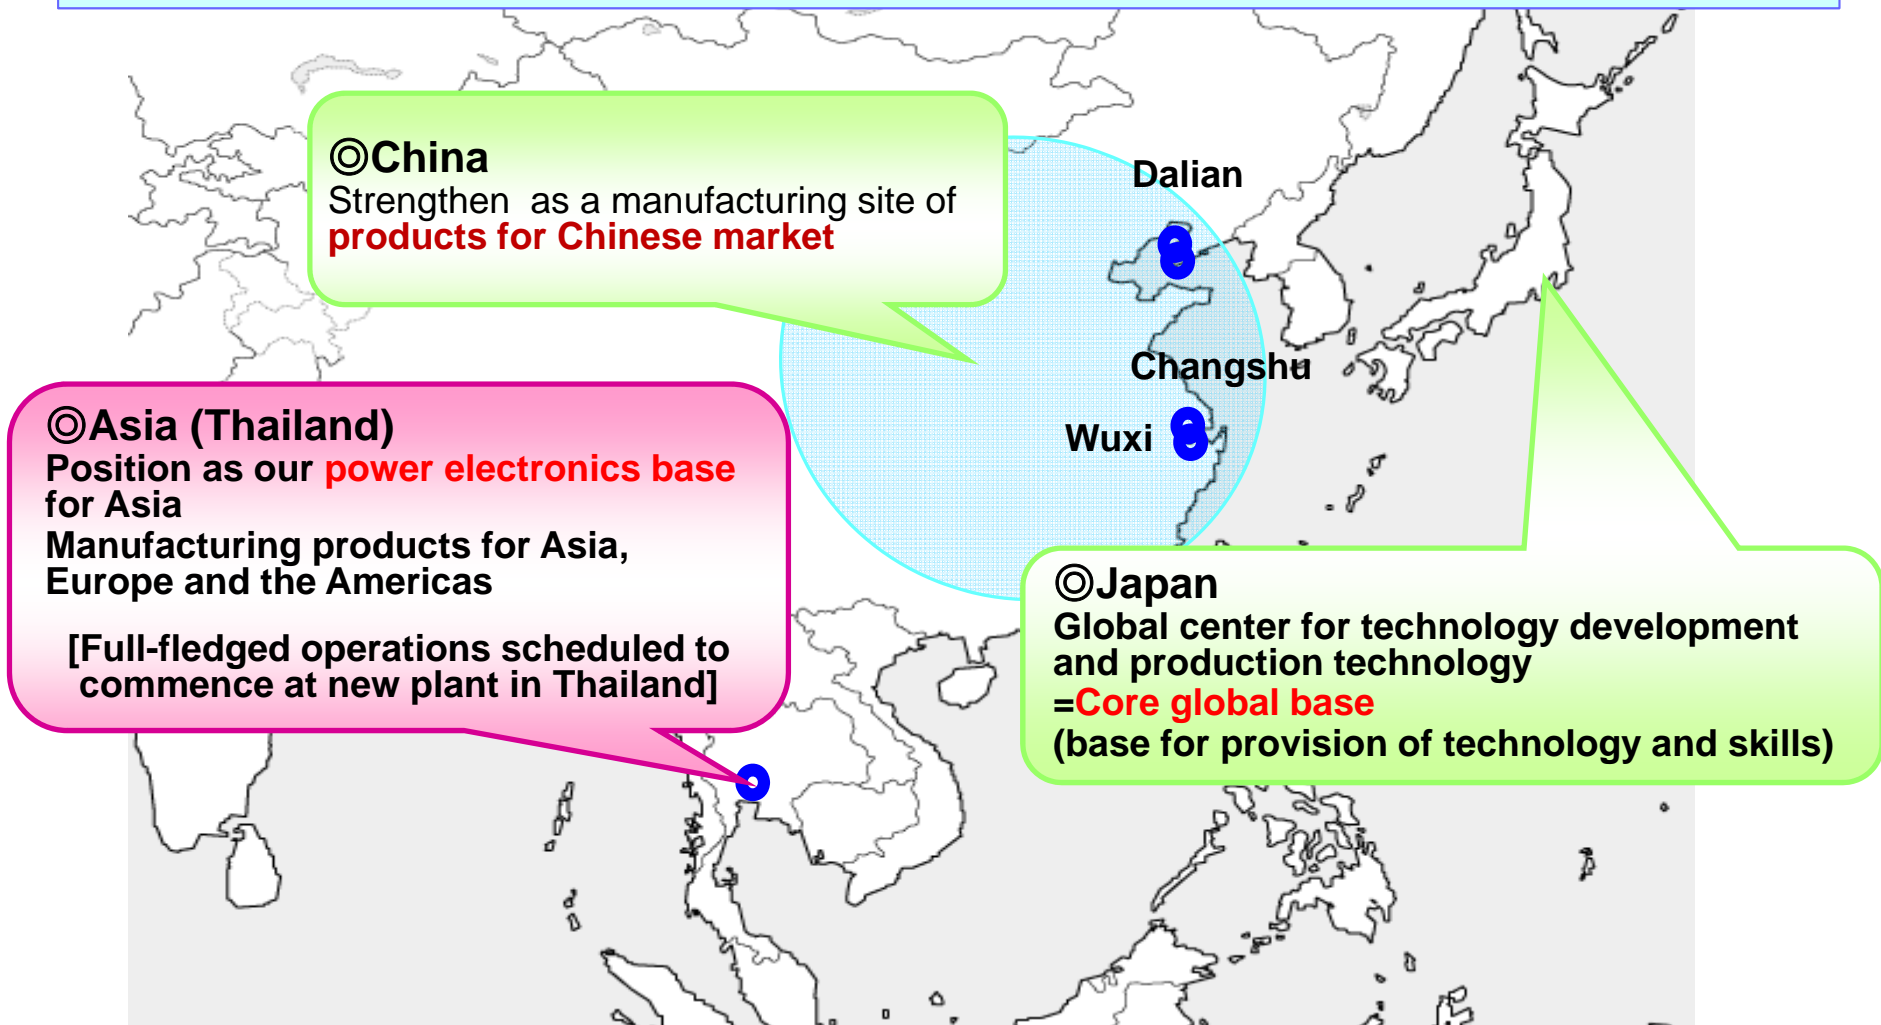 ◎China
Strengthen as a manufacturing site of
products for Chinese market
Dalian
Changshu
Wuxi
◎Asia (Thailand)
Position as our power electronics base
for Asia
Manufacturing products for Asia,
Europe and the Americas
[Full-fledged operations scheduled to
commence at new plant in Thailand]
◎Japan
Global center for technology development
and production technology
=Core global base
(base for provision of technology and skills)